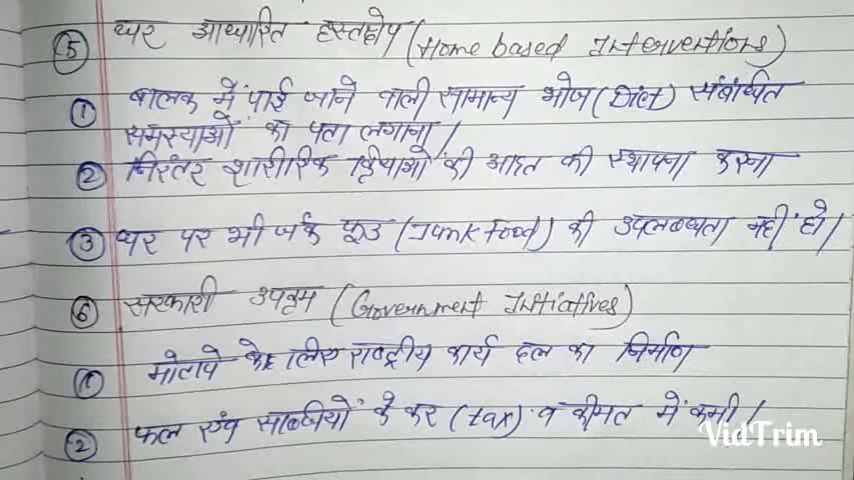 ⑤ घर आधारित हस्तक्षेप (Home based Interventions)
① बालक में पाई जाने वाली सामान्य भोज (Diet) संबंधित
समस्याओं का पता लगाना।
② निरंतर शारीरिक क्रियाओं की आदत की स्थापना करना
③ घर पर भी जंक फूड (Junk Food) की उपलब्धता नहीं हो।
⑥ सरकारी उपक्रम (Government Initiatives)
① मोटापे के लिए राष्ट्रीय कार्य दल का निर्माण
② फल एवं सब्जीयों के कर (tax) व कीमत में कमी।
VidTrim